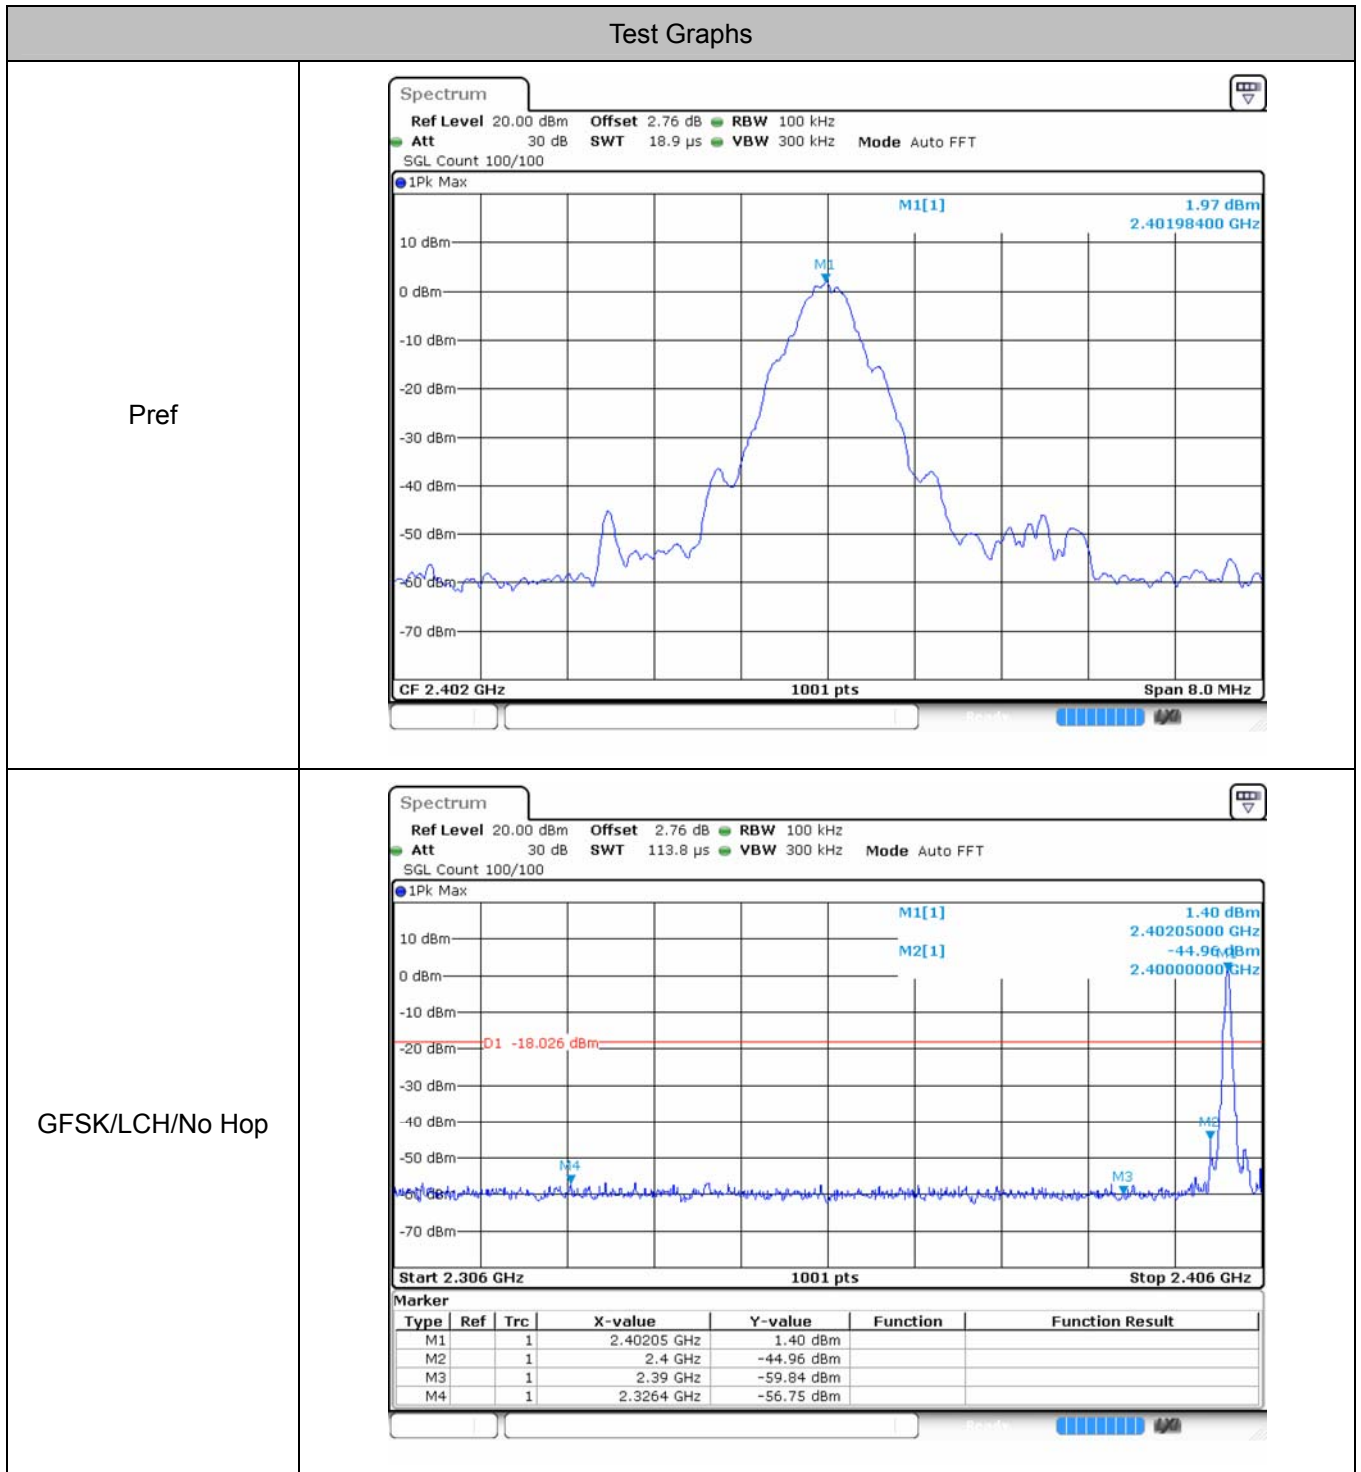 Test Graphs
Pref
Spectrum
Ref Level 20.00 dBm Offset 2.76 dB RBW 100 kHz
Att 30 dB SWT 18.9 µs VBW 300 kHz Mode Auto FFT
SGL Count 100/100
1Pk Max
M1[1] 1.97 dBm
2.40198400 GHz
10 dBm
M1
0 dBm
-10 dBm
-20 dBm
-30 dBm
-40 dBm
-50 dBm
-60 dBm
-70 dBm
CF 2.402 GHz 1001 pts Span 8.0 MHz
GFSK/LCH/No Hop
Spectrum
Ref Level 20.00 dBm Offset 2.76 dB RBW 100 kHz
Att 30 dB SWT 113.8 µs VBW 300 kHz Mode Auto FFT
SGL Count 100/100
1Pk Max
M1[1] 1.40 dBm
2.40205000 GHz
10 dBm
M2[1] -44.96 dBm
M1
0 dBm 2.40000000 GHz
-10 dBm
D1 -18.026 dBm
-20 dBm
-30 dBm
-40 dBm
M2
-50 dBm
M4
M3
-60 dBm
-70 dBm
Start 2.306 GHz 1001 pts Stop 2.406 GHz
Marker
Type Ref Trc X-value Y-value Function Function Result
M1 1 2.40205 GHz 1.40 dBm
M2 1 2.4 GHz -44.96 dBm
M3 1 2.39 GHz -59.84 dBm
M4 1 2.3264 GHz -56.75 dBm